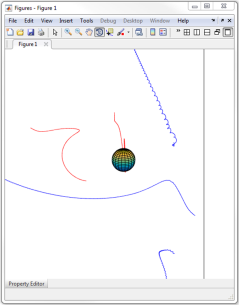 Figures - Figure 1
File Edit View Insert Tools Debug Desktop Window Help
Figure 1
Property Editor